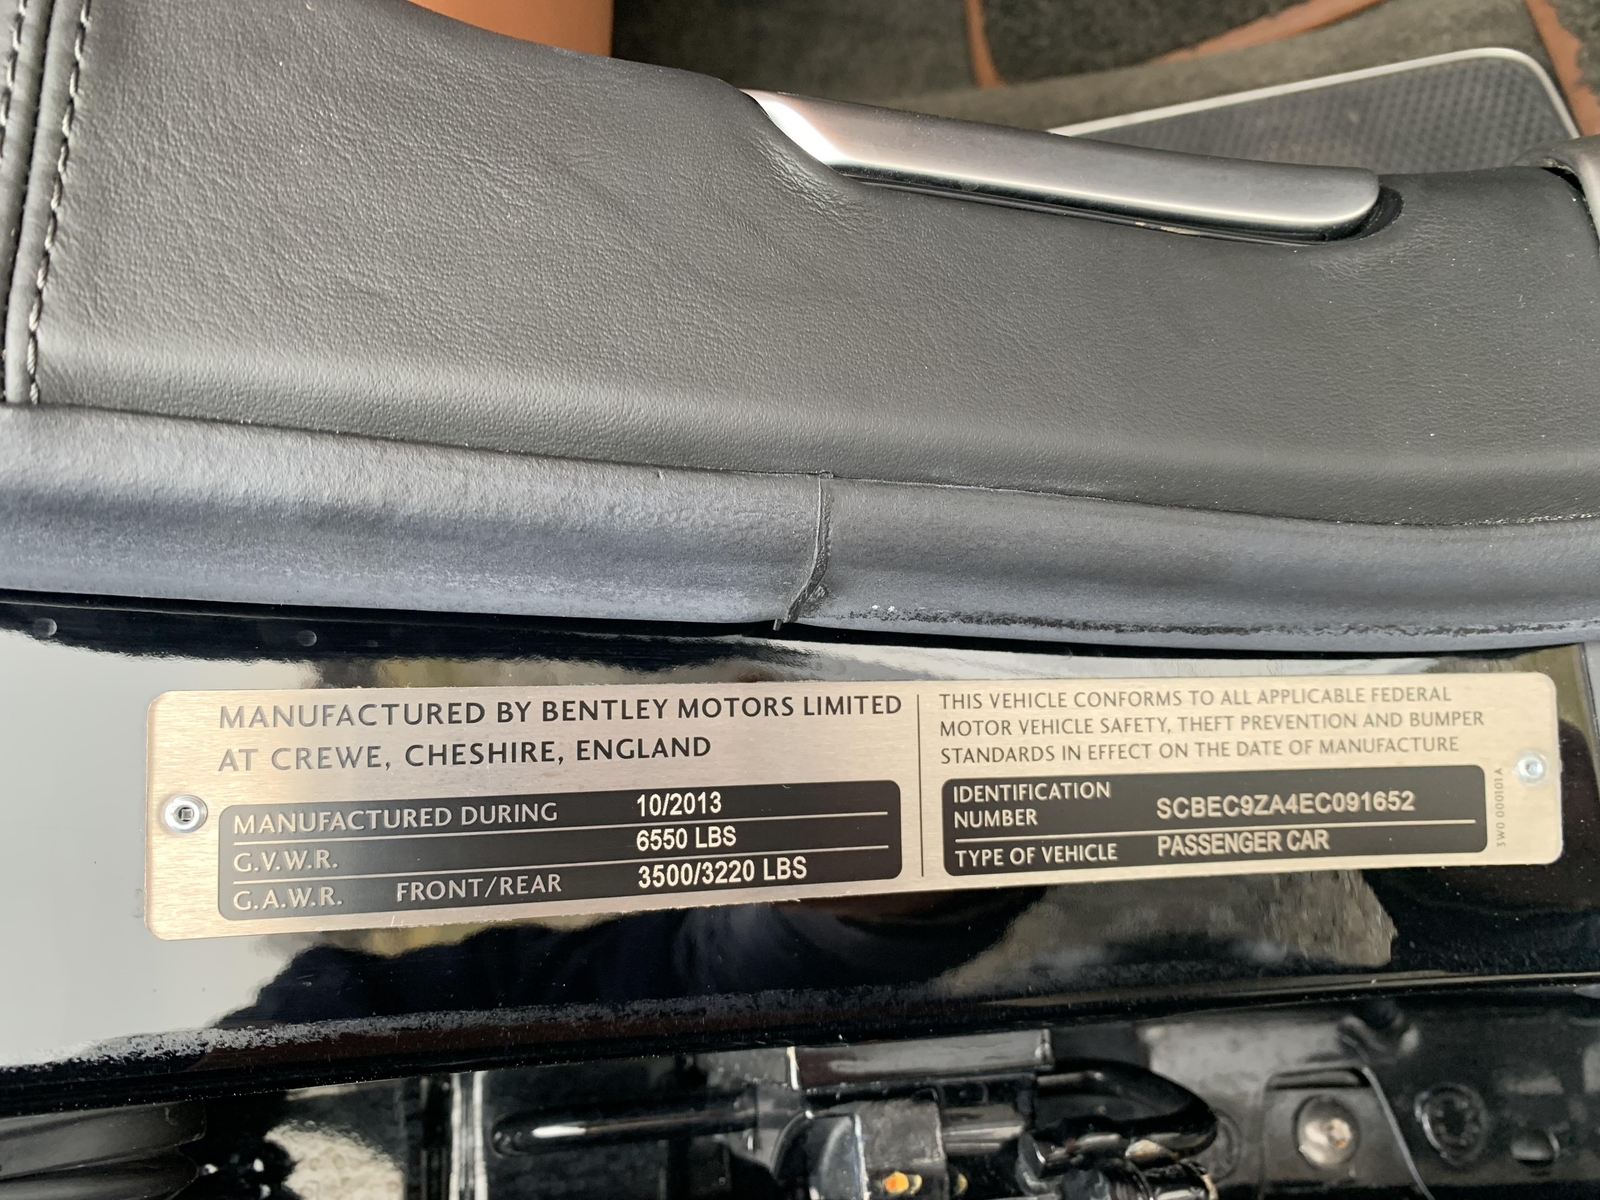 MANUFACTURED BY BENTLEY MOTORS LIMITED
AT CREWE, CHESHIRE, ENGLAND
MANUFACTURED DURING 10/2013
G.V.W.R. 6550 LBS
G.A.W.R. FRONT/REAR 3500/3220 LBS
THIS VEHICLE CONFORMS TO ALL APPLICABLE FEDERAL
MOTOR VEHICLE SAFETY, THEFT PREVENTION AND BUMPER
STANDARDS IN EFFECT ON THE DATE OF MANUFACTURE
IDENTIFICATION
NUMBER SCBEC9ZA4EC091652
TYPE OF VEHICLE PASSENGER CAR
3W0 000101A